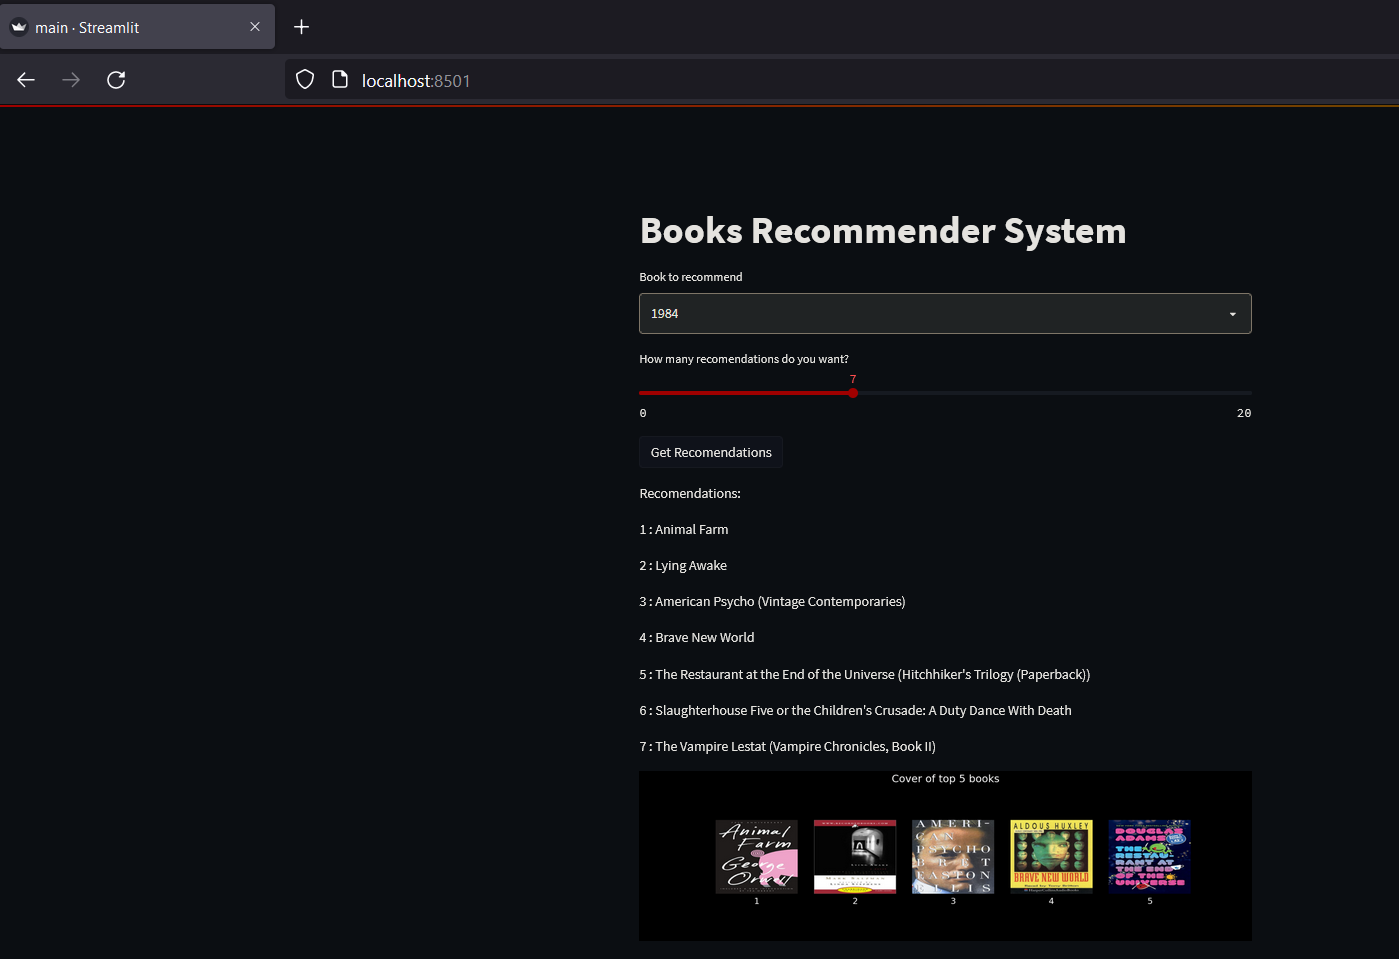 main · Streamlit
localhost:8501
Books Recommender System
Book to recommend
1984
How many recomendations do you want?
7
0 20
Get Recomendations
Recomendations:
1 : Animal Farm
2 : Lying Awake
3 : American Psycho (Vintage Contemporaries)
4 : Brave New World
5 : The Restaurant at the End of the Universe (Hitchhiker's Trilogy (Paperback))
6 : Slaughterhouse Five or the Children's Crusade: A Duty Dance With Death
7 : The Vampire Lestat (Vampire Chronicles, Book II)
Cover of top 5 books
Animal
Farm
George
Orwell
AMERI-
CAN
PSYCHO
BRET
EASTON
ELLIS
ALDOUS HUXLEY
BRAVE NEW WORLD
DOUGLAS
ADAMS
THE
RESTAU-
RANT AT
THE END
OF THE
UNIVERSE
1 2 3 4 5